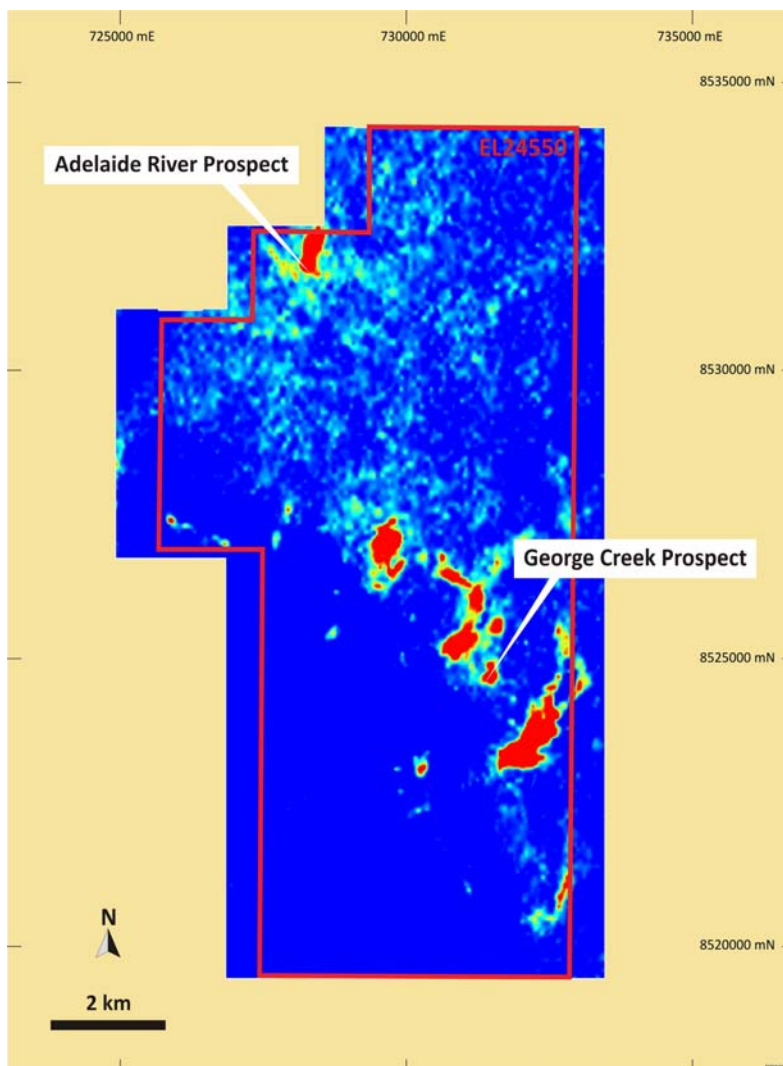 725000 mE
730000 mE
735000 mE
8535000 mN
EL24550
Adelaide River Prospect
8530000 mN
George Creek Prospect
8525000 mN
N
8520000 mN
2 km